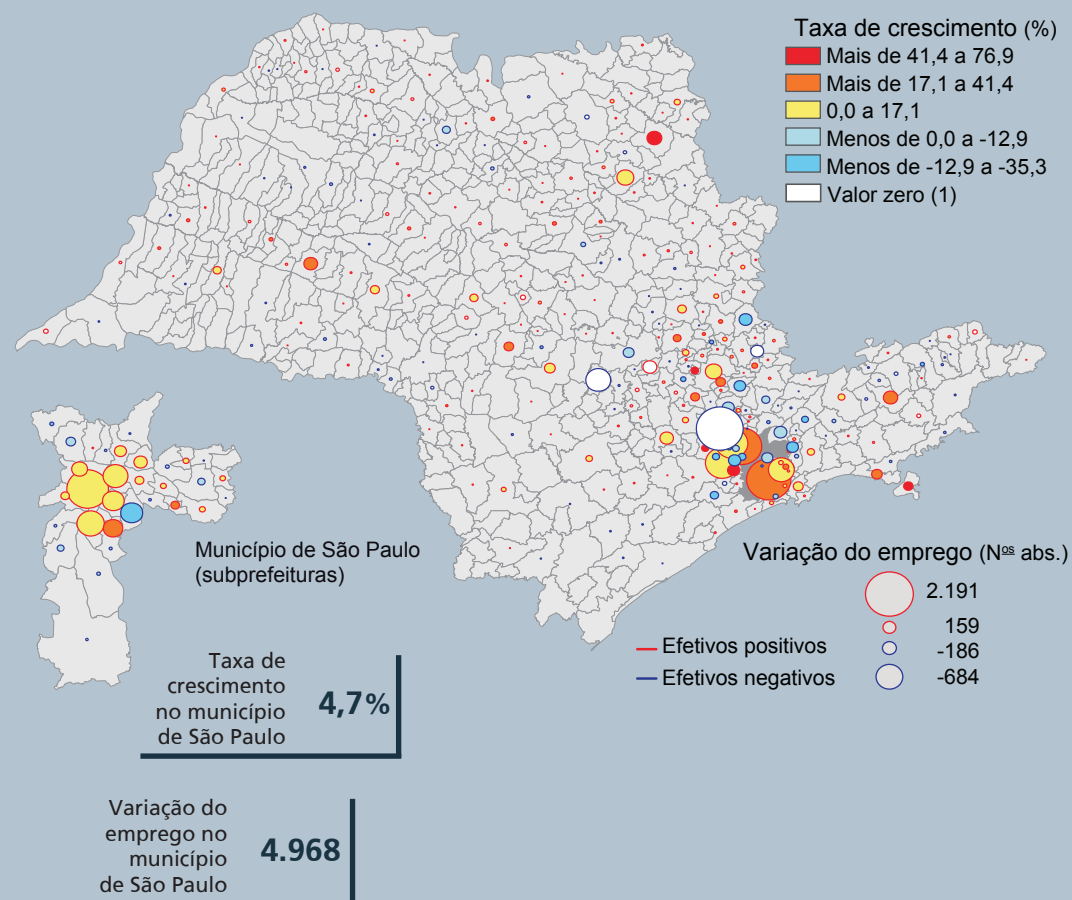 Taxa de crescimento (%)
Mais de 41,4 a 76,9
Mais de 17,1 a 41,4
0,0 a 17,1
Menos de 0,0 a -12,9
Menos de -12,9 a -35,3
Valor zero (1)
Município de São Paulo
(subprefeituras)
Variação do emprego (Nºs abs.)
2.191
159
-186
-684
Efetivos positivos
Efetivos negativos
Taxa de
crescimento
no município
de São Paulo
4,7%
Variação do
emprego no
município
de São Paulo
4.968